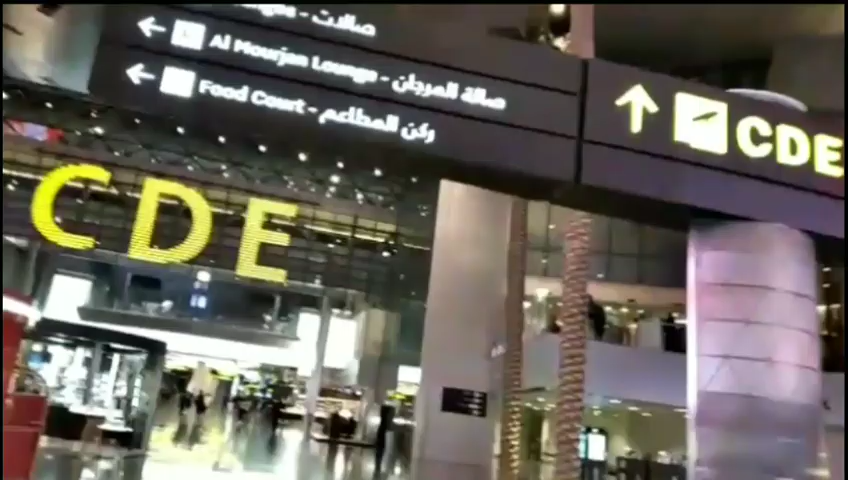 صالات
Al Mourjan Lounge - صالة المرجان
Food Court - ركن المطاعم
CDE
CDE